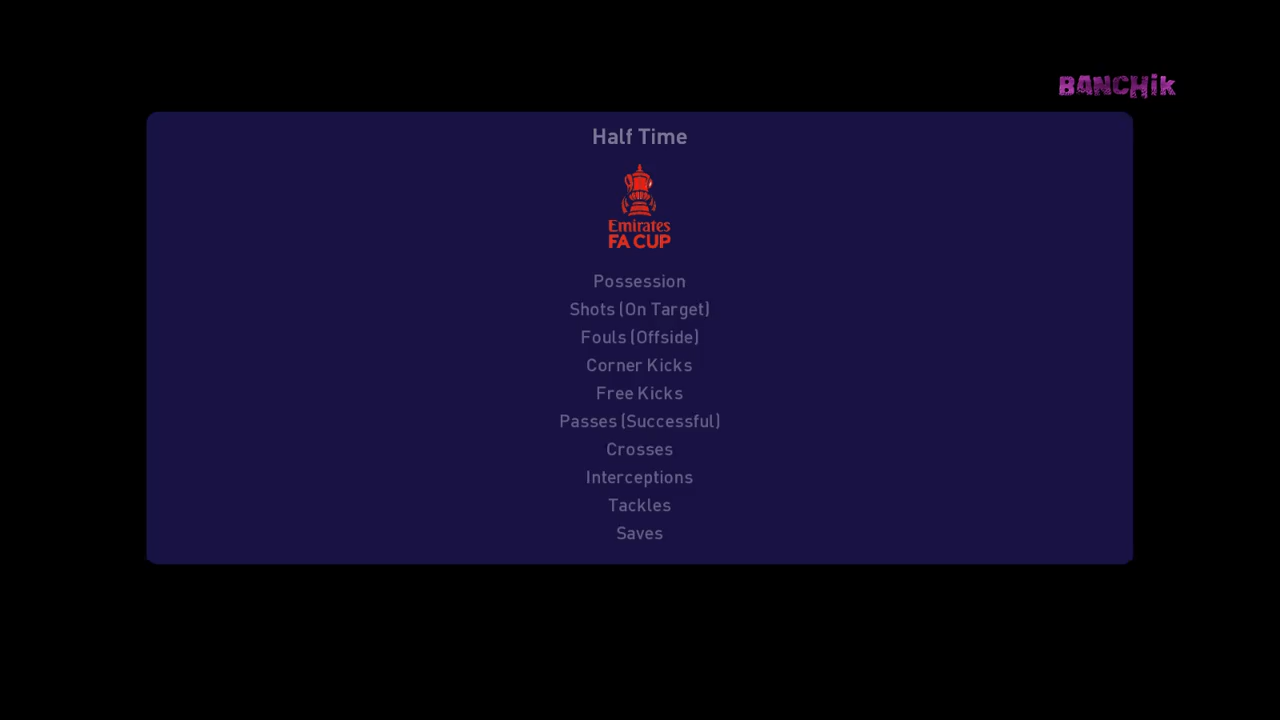 BANCHiK
Half Time
Emirates
FA CUP
Possession
Shots (On Target)
Fouls (Offside)
Corner Kicks
Free Kicks
Passes (Successful)
Crosses
Interceptions
Tackles
Saves